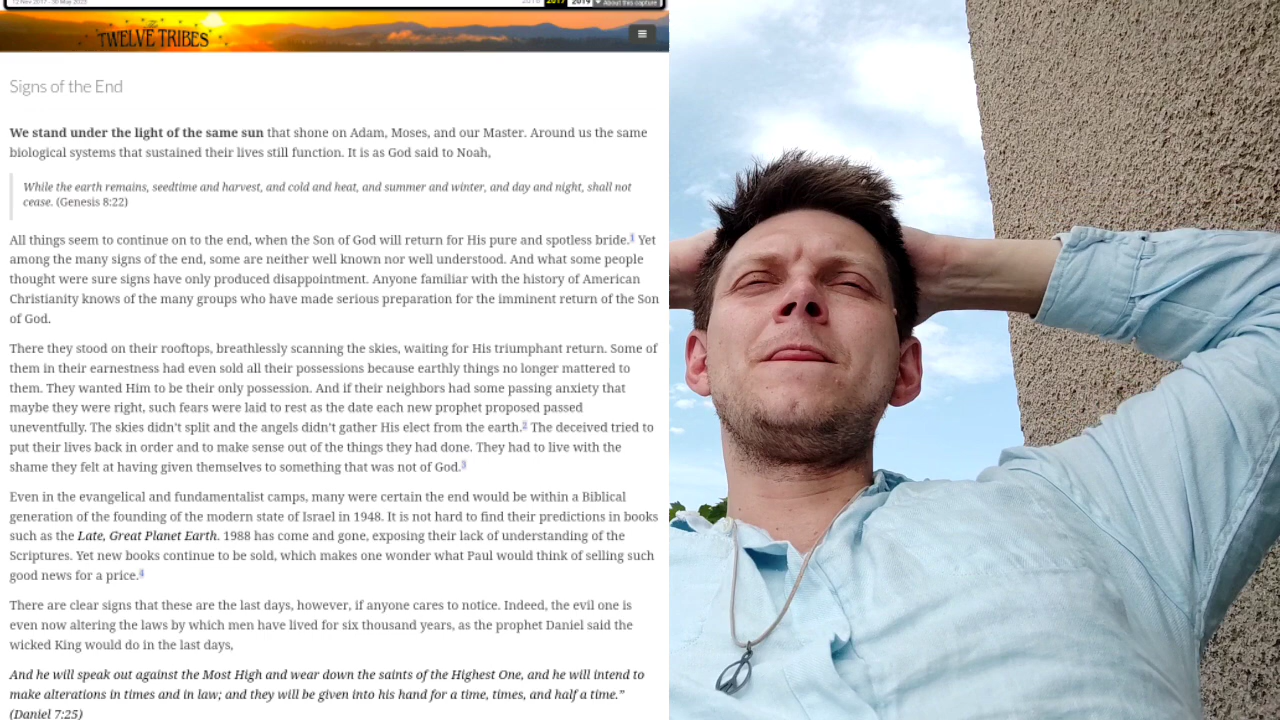 12 Nov 2017 - 30 May 2023
2016 2017 2019 ▼ About this capture
The
TWELVE TRIBES
Signs of the End
We stand under the light of the same sun that shone on Adam, Moses, and our Master. Around us the same
biological systems that sustained their lives still function. It is as God said to Noah,
While the earth remains, seedtime and harvest, and cold and heat, and summer and winter, and day and night, shall not
cease. (Genesis 8:22)
All things seem to continue on to the end, when the Son of God will return for His pure and spotless bride.1 Yet
among the many signs of the end, some are neither well known nor well understood. And what some people
thought were sure signs have only produced disappointment. Anyone familiar with the history of American
Christianity knows of the many groups who have made serious preparation for the imminent return of the Son
of God.
There they stood on their rooftops, breathlessly scanning the skies, waiting for His triumphant return. Some of
them in their earnestness had even sold all their possessions because earthly things no longer mattered to
them. They wanted Him to be their only possession. And if their neighbors had some passing anxiety that
maybe they were right, such fears were laid to rest as the date each new prophet proposed passed
uneventfully. The skies didn't split and the angels didn't gather His elect from the earth.2 The deceived tried to
put their lives back in order and to make sense out of the things they had done. They had to live with the
shame they felt at having given themselves to something that was not of God.3
Even in the evangelical and fundamentalist camps, many were certain the end would be within a Biblical
generation of the founding of the modern state of Israel in 1948. It is not hard to find their predictions in books
such as the Late, Great Planet Earth. 1988 has come and gone, exposing their lack of understanding of the
Scriptures. Yet new books continue to be sold, which makes one wonder what Paul would think of selling such
good news for a price.4
There are clear signs that these are the last days, however, if anyone cares to notice. Indeed, the evil one is
even now altering the laws by which men have lived for six thousand years, as the prophet Daniel said the
wicked King would do in the last days,
And he will speak out against the Most High and wear down the saints of the Highest One, and he will intend to
make alterations in times and in law; and they will be given into his hand for a time, times, and half a time."
(Daniel 7:25)